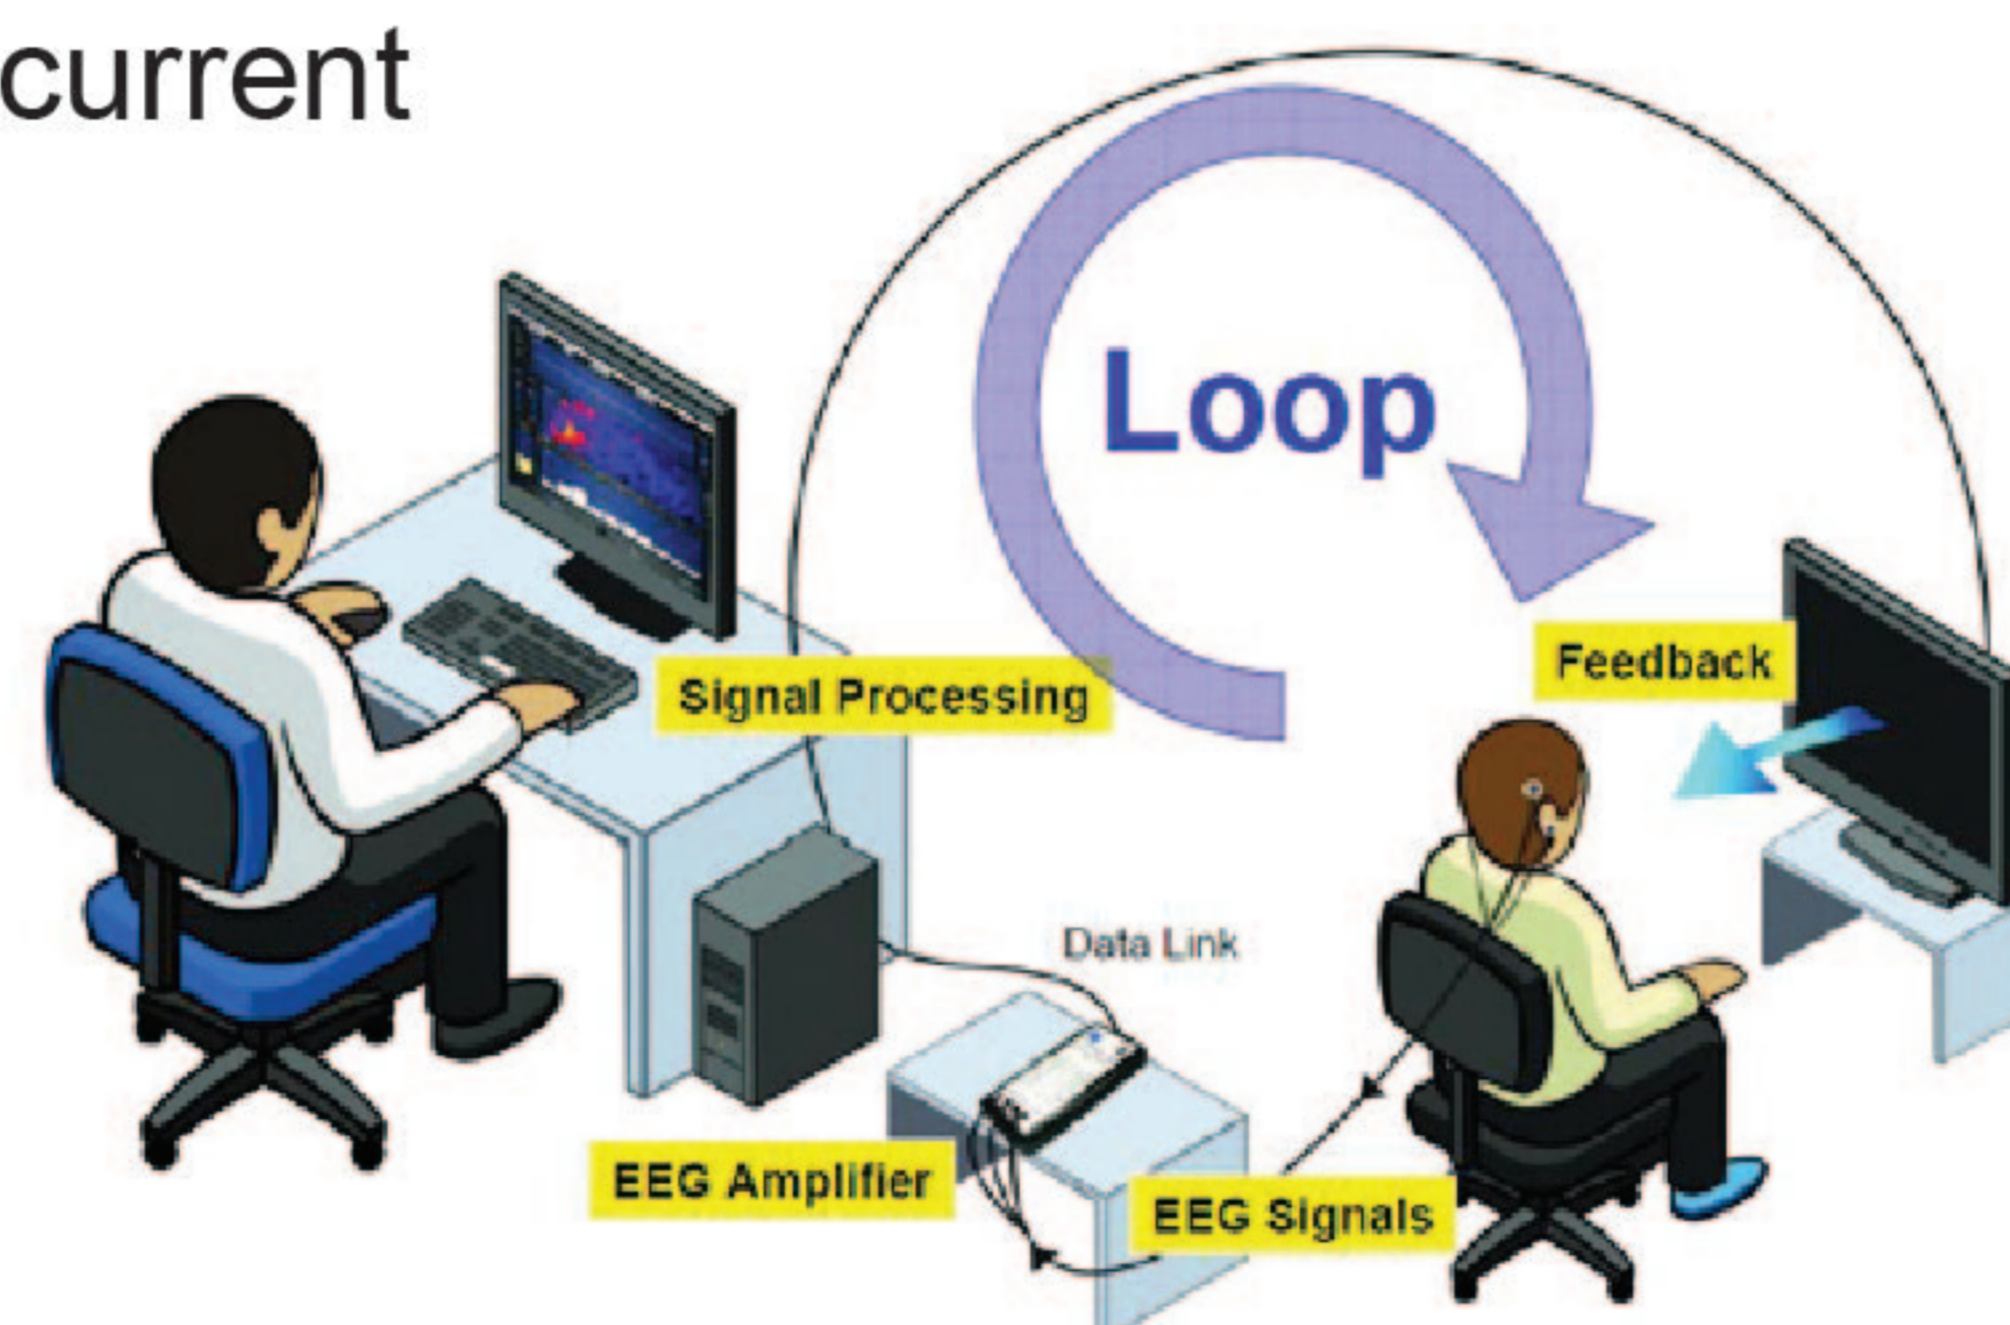 current
Loop
Feedback
Signal Processing
Data Link
EEG Amplifier
EEG Signals